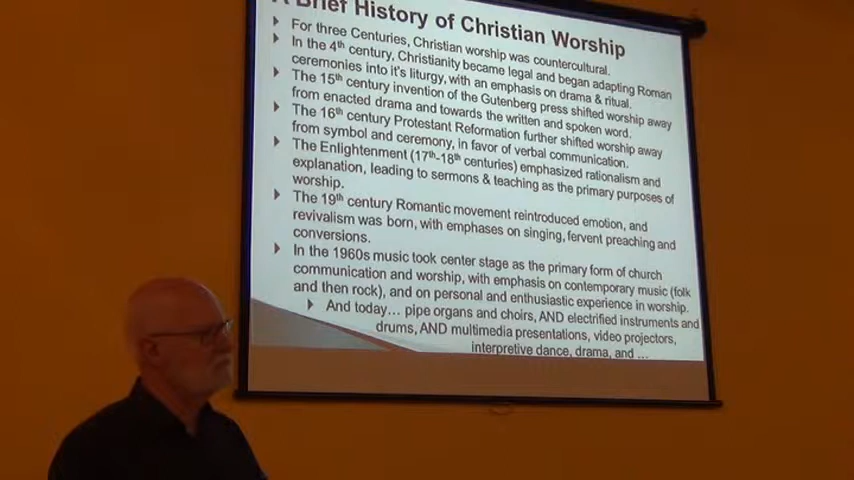 A Brief History of Christian Worship
For three Centuries, Christian worship was countercultural.
In the 4th century, Christianity became legal and began adapting Roman
ceremonies into it's liturgy, with an emphasis on drama & ritual.
The 15th century invention of the Gutenberg press shifted worship away
from enacted drama and towards the written and spoken word.
The 16th century Protestant Reformation further shifted worship away
from symbol and ceremony, in favor of verbal communication.
The Enlightenment (17th-18th centuries) emphasized rationalism and
explanation, leading to sermons & teaching as the primary purposes of
worship.
The 19th century Romantic movement reintroduced emotion, and
revivalism was born, with emphases on singing, fervent preaching and
conversions.
In the 1960s music took center stage as the primary form of church
communication and worship, with emphasis on contemporary music (folk
and then rock), and on personal and enthusiastic experience in worship.
And today… pipe organs and choirs, AND electrified instruments and
drums, AND multimedia presentations, video projectors,
interpretive dance, drama, and …